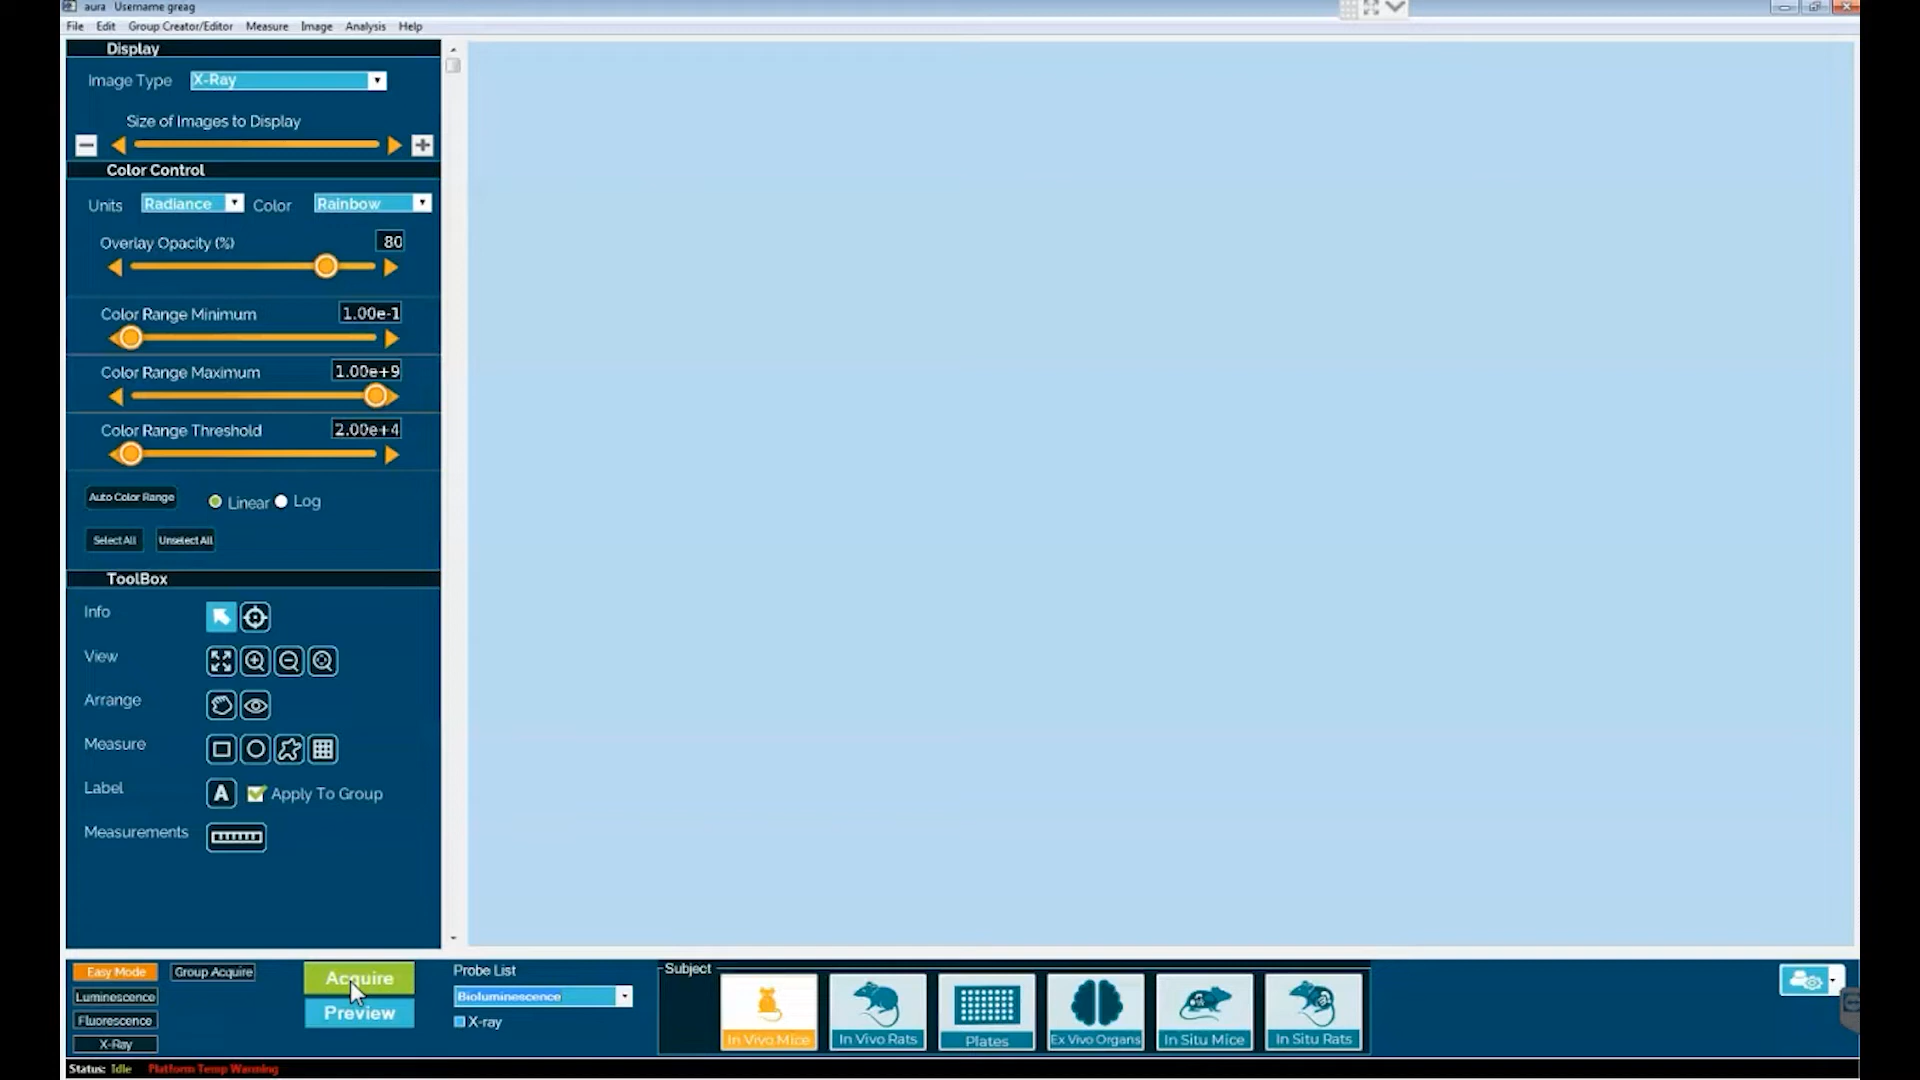 aura Username greag
File Edit Group Creator/Editor Measure Image Analysis Help
Display
Image Type X-Ray
Size of Images to Display
Color Control
Units Radiance Color Rainbow
Overlay Opacity (%) 80
Color Range Minimum 1.00e-1
Color Range Maximum 1.00e+9
Color Range Threshold 2.00e+4
Auto Color Range Linear Log
Select All Unselect All
ToolBox
Info
View
Arrange
Measure
Label A Apply To Group
Measurements
Easy Mode Group Acquire
Luminescence
Fluorescence
X-Ray
Acquire
Preview
Probe List
Bioluminescence
X-ray
Subject
In Vivo Mice In Vivo Rats Plates Ex Vivo Organs In Situ Mice In Situ Rats
Status: Idle Platform Temp Warming